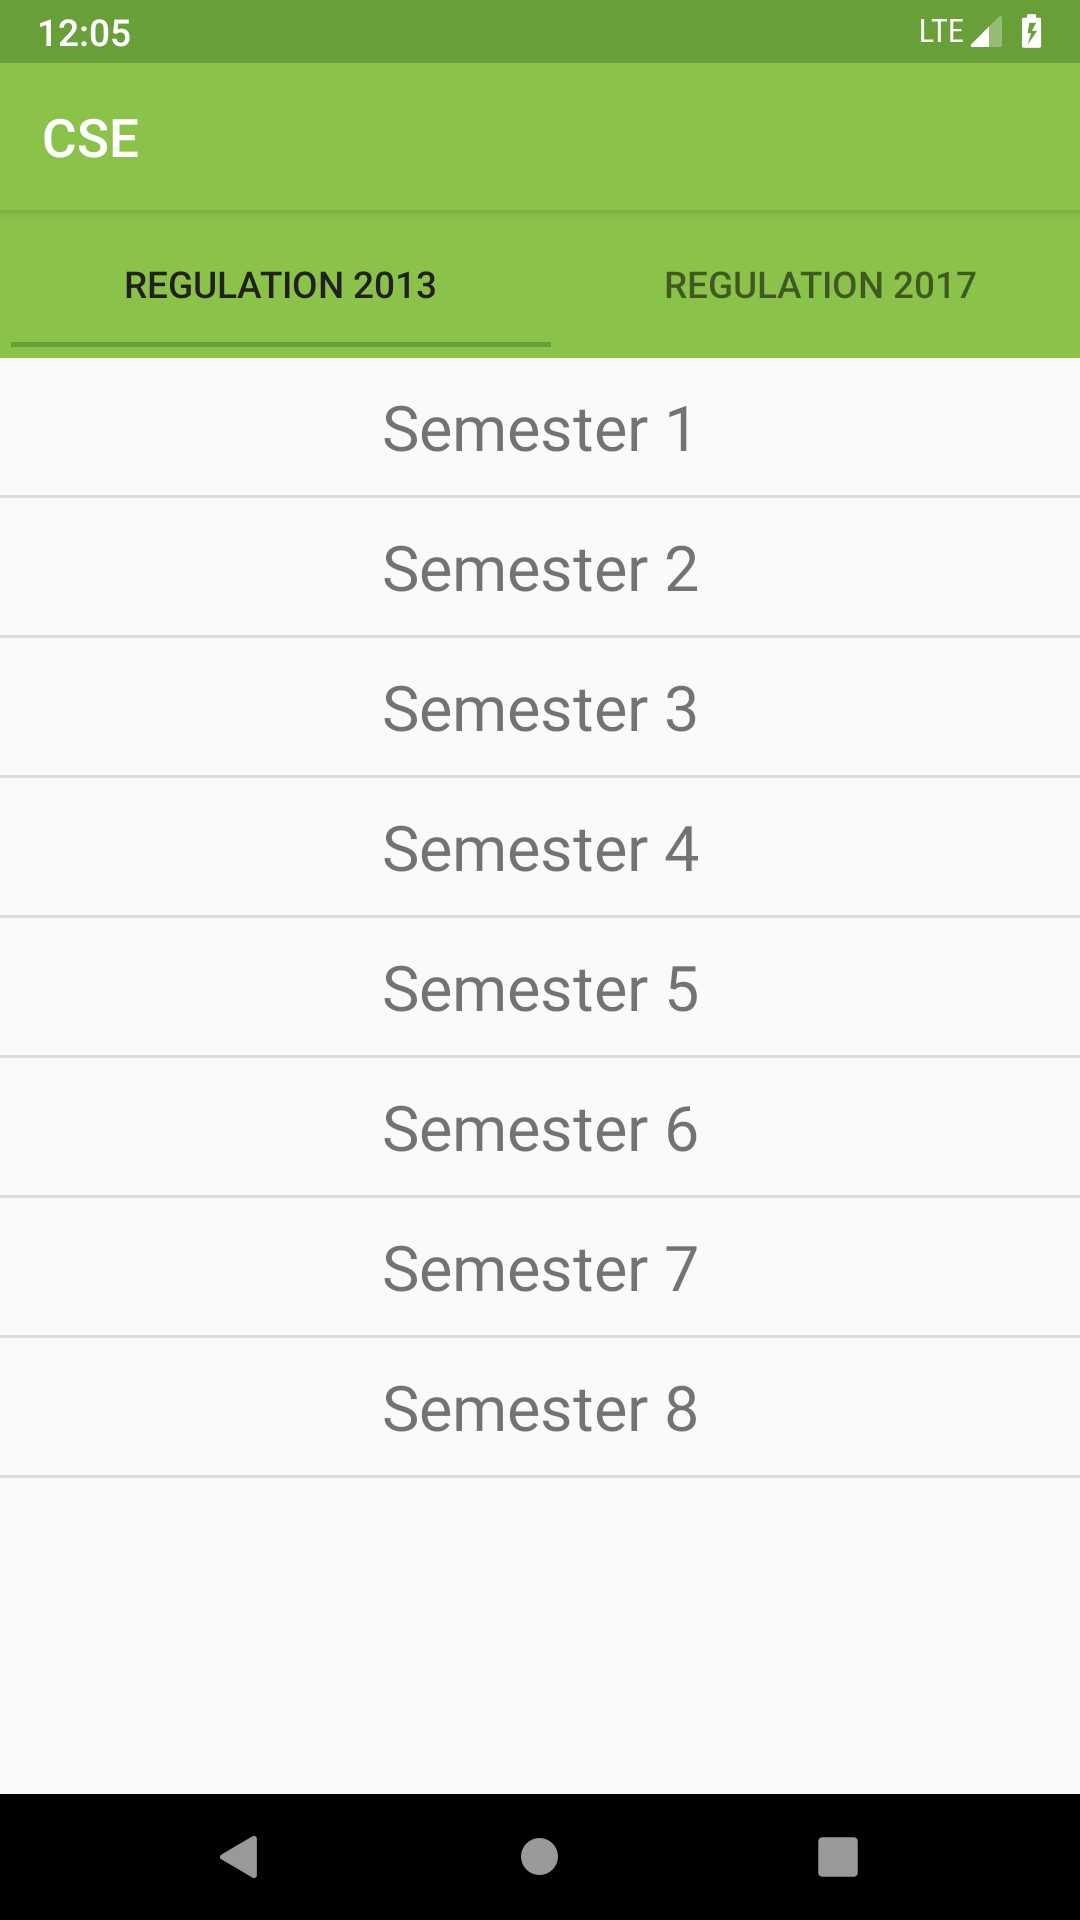 12:05 LTE
CSE
REGULATION 2013 REGULATION 2017
Semester 1
Semester 2
Semester 3
Semester 4
Semester 5
Semester 6
Semester 7
Semester 8